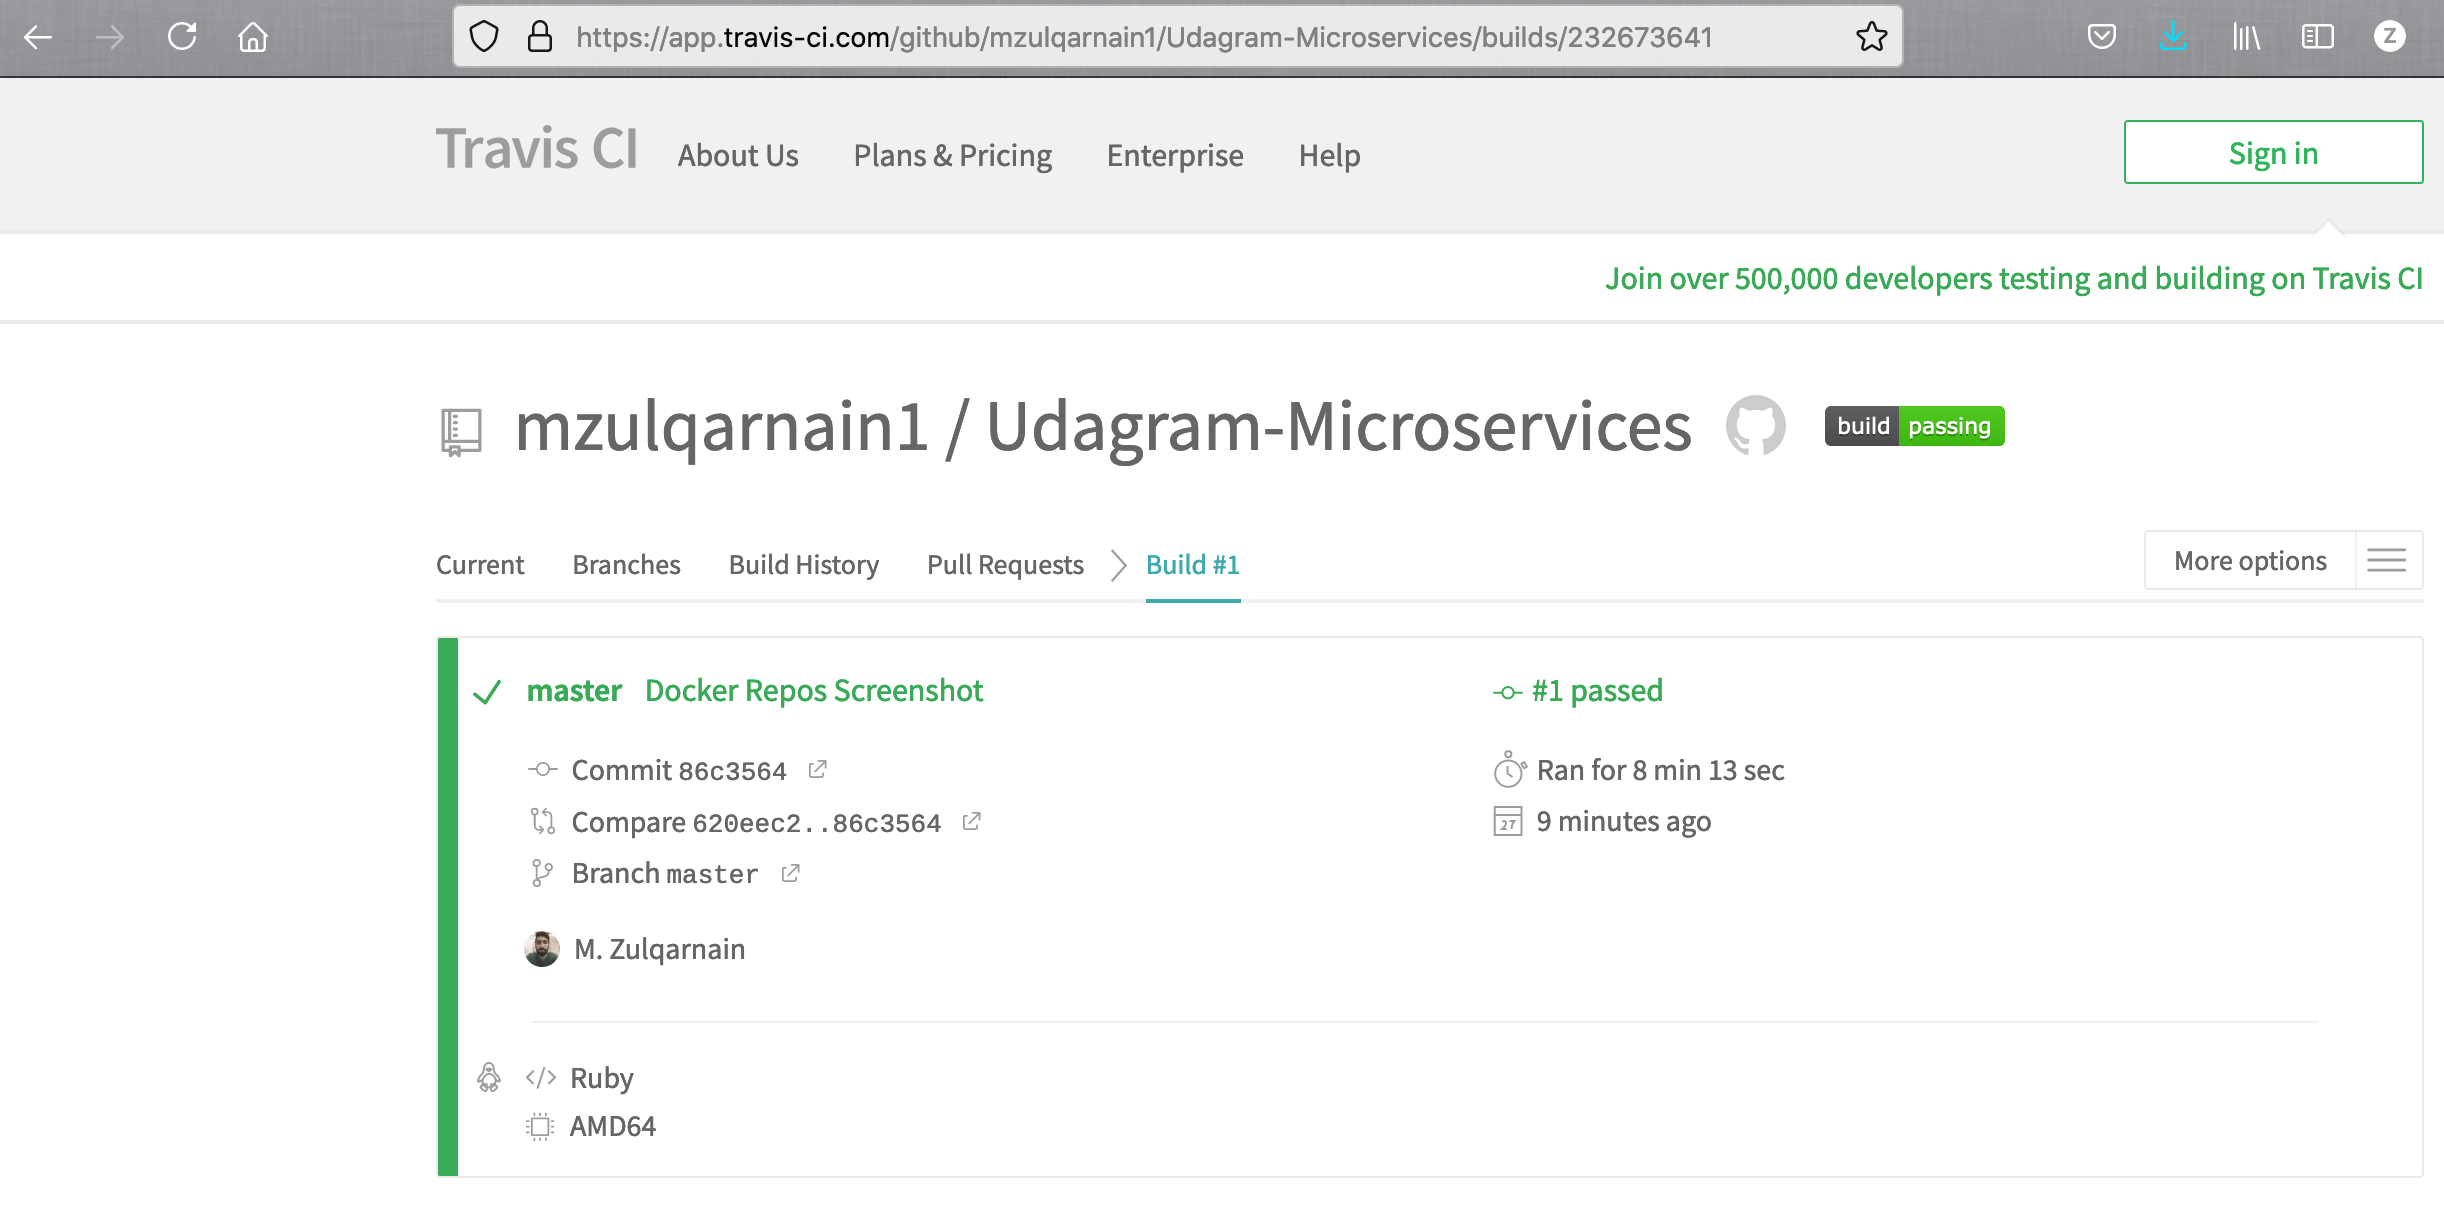 https://app.travis-ci.com/github/mzulqarnain1/Udagram-Microservices/builds/232673641
Z
Travis CI
About Us
Plans & Pricing
Enterprise
Help
Sign in
Join over 500,000 developers testing and building on Travis CI
mzulqarnain1 / Udagram-Microservices
build passing
Current
Branches
Build History
Pull Requests
Build #1
More options
master Docker Repos Screenshot
#1 passed
Commit 86c3564
Ran for 8 min 13 sec
Compare 620eec2..86c3564
27
9 minutes ago
Branch master
M. Zulqarnain
Ruby
AMD64